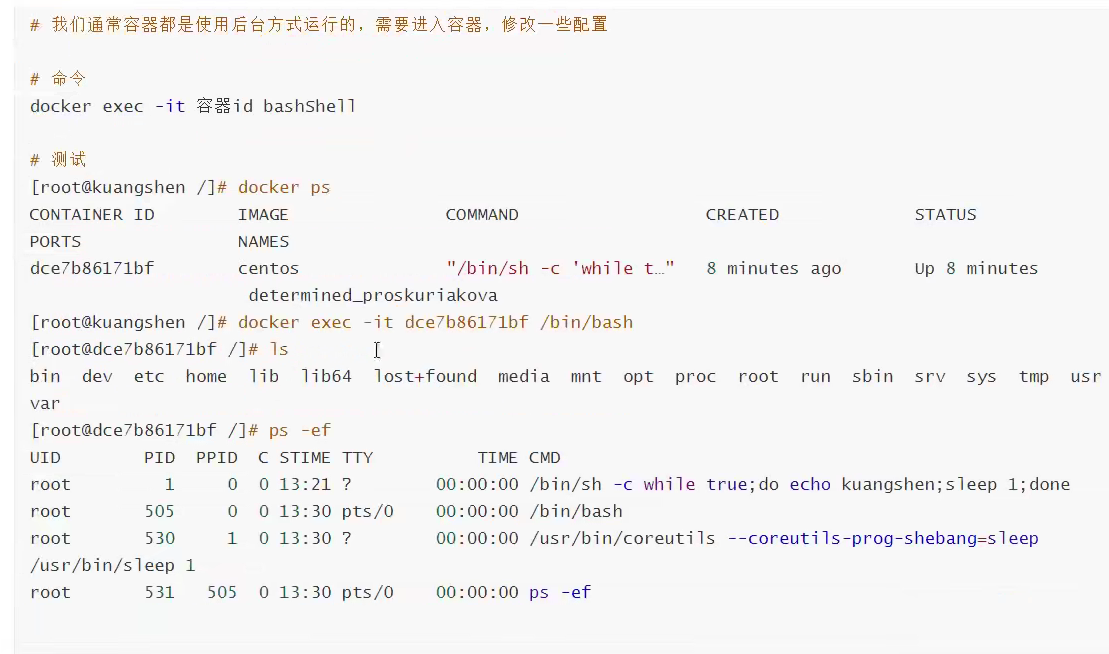 # 我们通常容器都是使用后台方式运行的，需要进入容器，修改一些配置
# 命令
docker exec -it 容器id bashShell
# 测试
[root@kuangshen /]# docker ps
CONTAINER ID        IMAGE               COMMAND                  CREATED             STATUS
PORTS               NAMES
dce7b86171bf        centos              "/bin/sh -c 'while t…"   8 minutes ago       Up 8 minutes
determined_proskuriakova
[root@kuangshen /]# docker exec -it dce7b86171bf /bin/bash
[root@dce7b86171bf /]# ls
bin  dev  etc  home  lib  lib64  lost+found  media  mnt  opt  proc  root  run  sbin  srv  sys  tmp  usr
var
[root@dce7b86171bf /]# ps -ef
UID        PID  PPID  C STIME TTY          TIME CMD
root         1     0  0 13:21 ?        00:00:00 /bin/sh -c while true;do echo kuangshen;sleep 1;done
root       505     0  0 13:30 pts/0    00:00:00 /bin/bash
root       530     1  0 13:30 ?        00:00:00 /usr/bin/coreutils --coreutils-prog-shebang=sleep
/usr/bin/sleep 1
root       531   505  0 13:30 pts/0    00:00:00 ps -ef